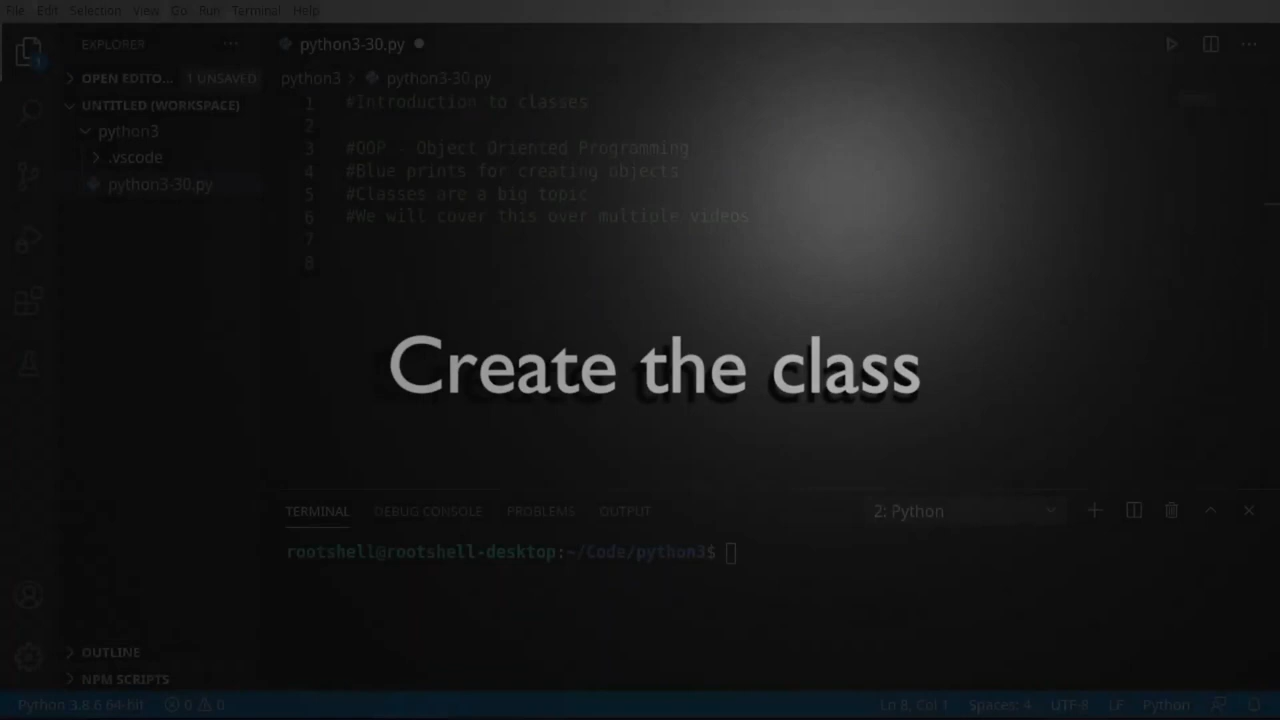 File Edit Selection View Go Run Terminal Help
EXPLORER
python3-30.py
OPEN EDITO... 1 UNSAVED
python3 > python3-30.py
UNTITLED (WORKSPACE)
python3
.vscode
python3-30.py
1 #Introduction to classes
2
3 #OOP - Object Oriented Programming
4 #Blue prints for creating objects
5 #Classes are a big topic
6 #We will cover this over multiple videos
7
8
Create the class
TERMINAL DEBUG CONSOLE PROBLEMS OUTPUT 2: Python
rootshell@rootshell-desktop:~/Code/python3$
OUTLINE
NPM SCRIPTS
Python 3.8.6 64-bit 0 0 Ln 8, Col 1 Spaces: 4 UTF-8 LF Python